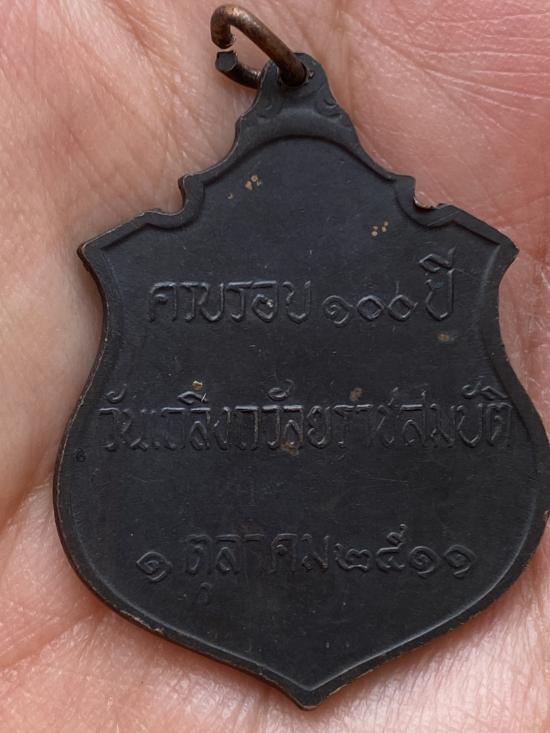 ครบรอบ ๑๐๐ ปี
วันเถลิงถวัลยราชสมบัติ
๑ ตุลาคม ๒๕๑๑